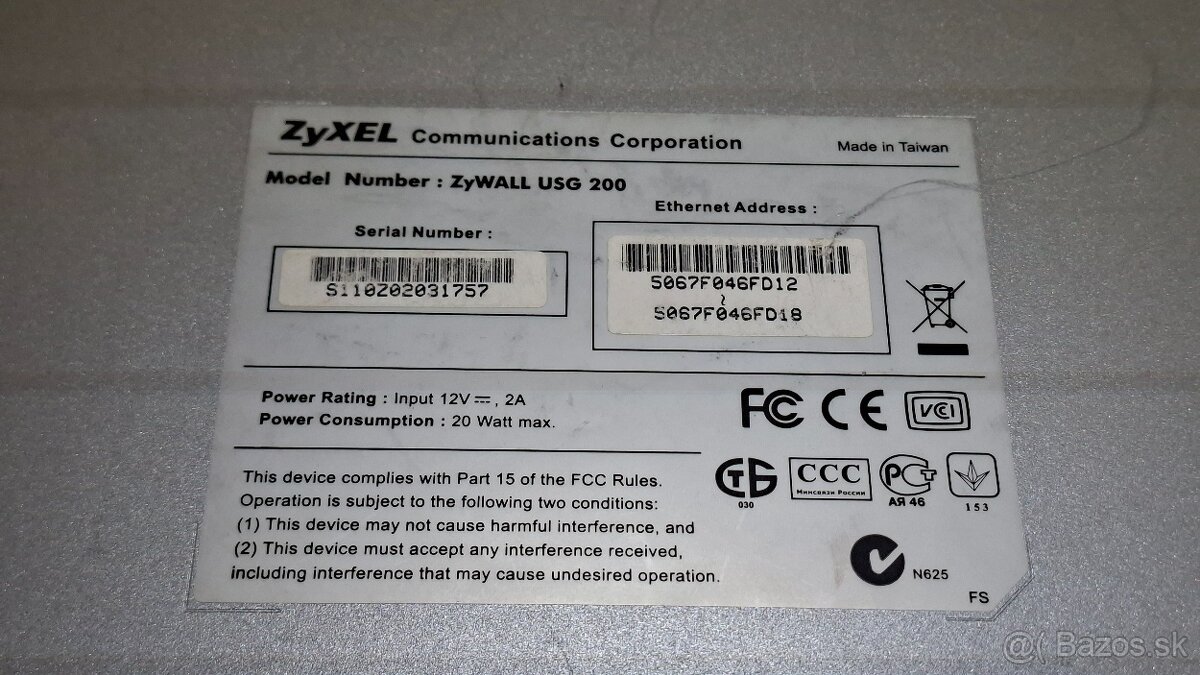 ZyXEL Communications Corporation
Made in Taiwan
Model Number : ZyWALL USG 200
Ethernet Address :
Serial Number :
S110Z02031757
5067F046FD12
~
5067F046FD18
Power Rating : Input 12V⎓, 2A
Power Consumption : 20 Watt max.
FC CE VCCI
This device complies with Part 15 of the FCC Rules.
Operation is subject to the following two conditions:
(1) This device may not cause harmful interference, and
(2) This device must accept any interference received,
including interference that may cause undesired operation.
СТБ
030
ССС
Минсвязи России
РСТ
АЯ 46
153
N625
FS
@( Bazos.sk